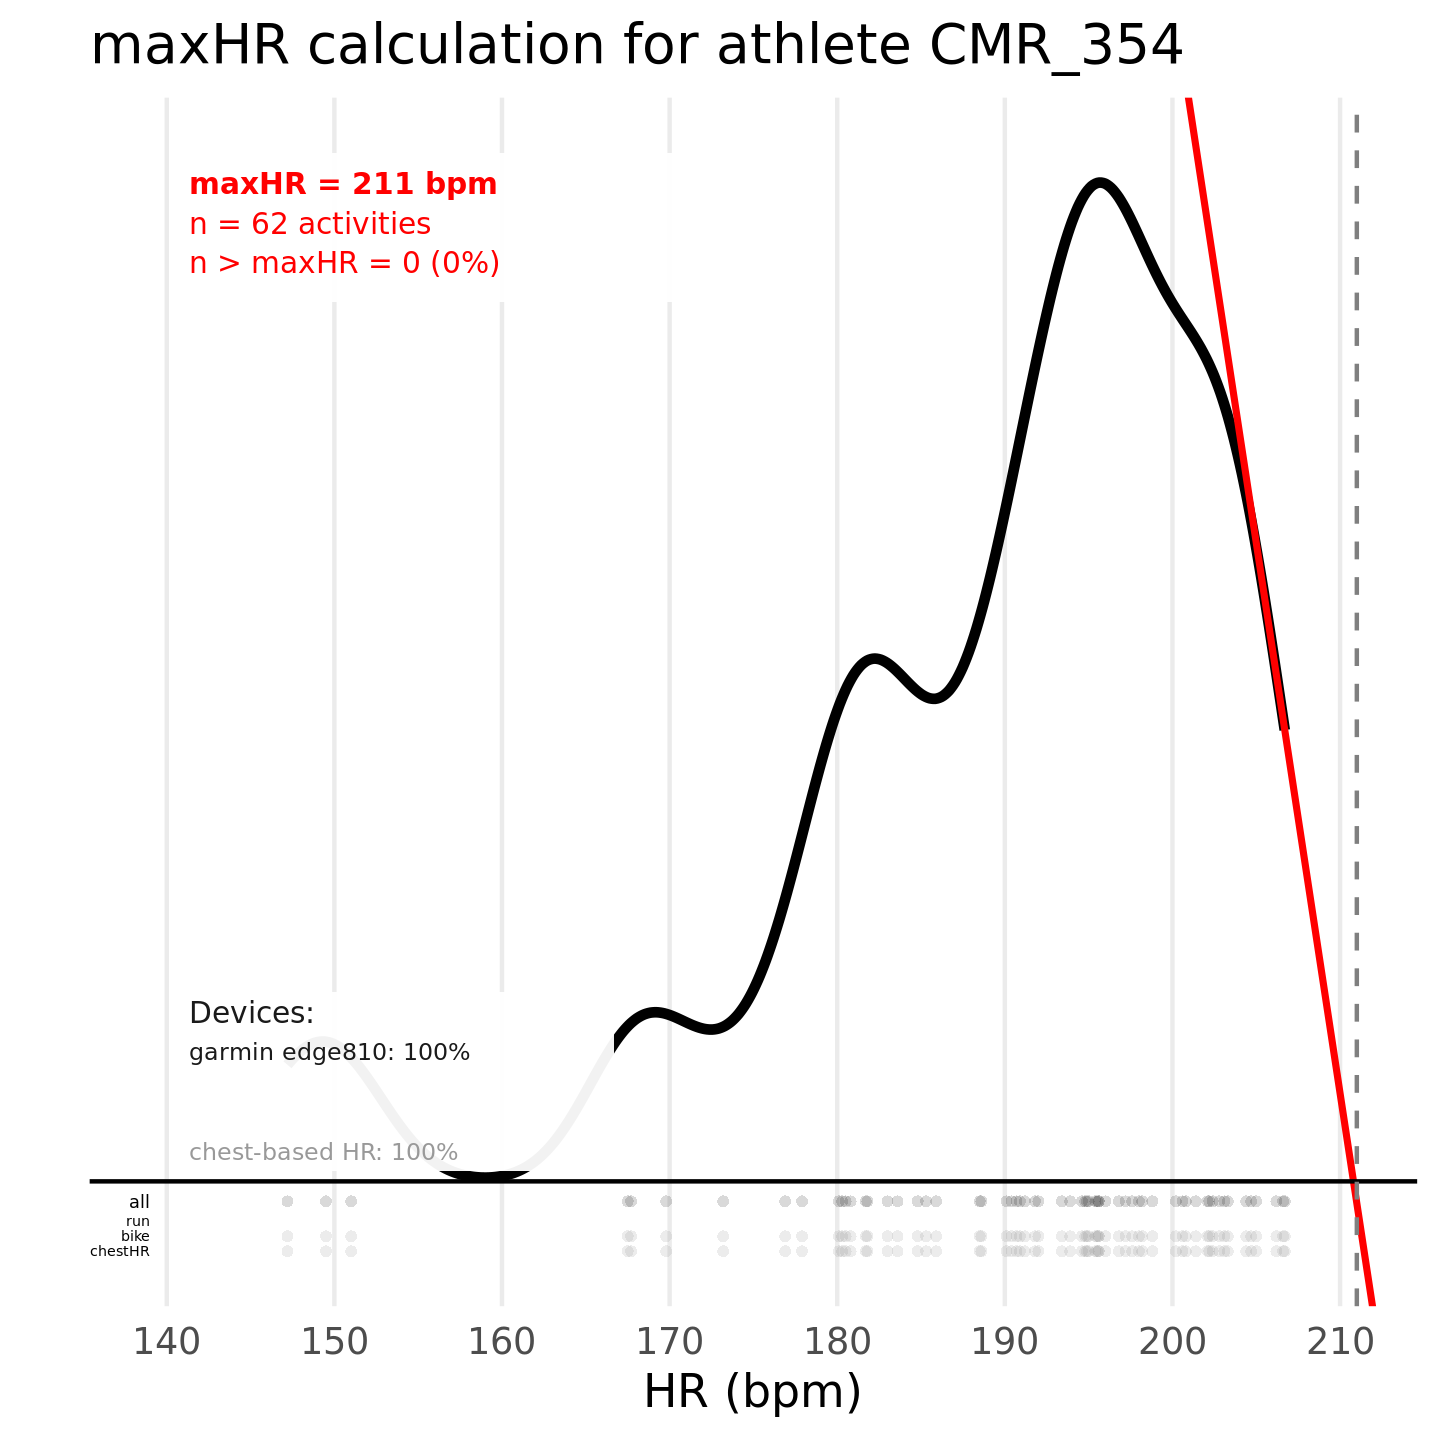 maxHR calculation for athlete CMR_354
maxHR = 211 bpm
n = 62 activities
n > maxHR = 0 (0%)
Devices:
garmin edge810: 100%
chest-based HR: 100%
all
run
bike
chestHR
140 150 160 170 180 190 200 210
HR (bpm)